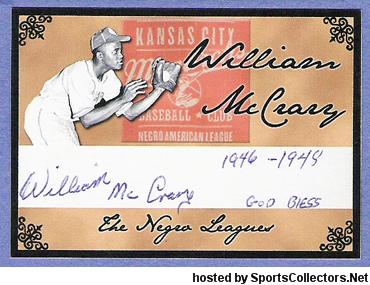 KANSAS CITY
William
McCrary
BASEBALL CLUB
NEGRO AMERICAN LEAGUE
1946 - 1948
William Mc Crary
GOD BLESS
The Negro Leagues
hosted by SportsCollectors.Net